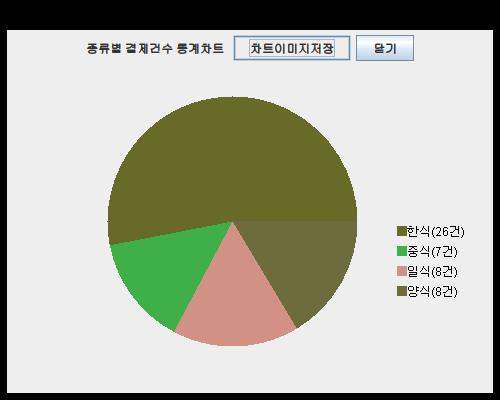 종류별 결제건수 통계차트 차트이미지저장 닫기
한식(26건)
중식(7건)
일식(8건)
양식(8건)